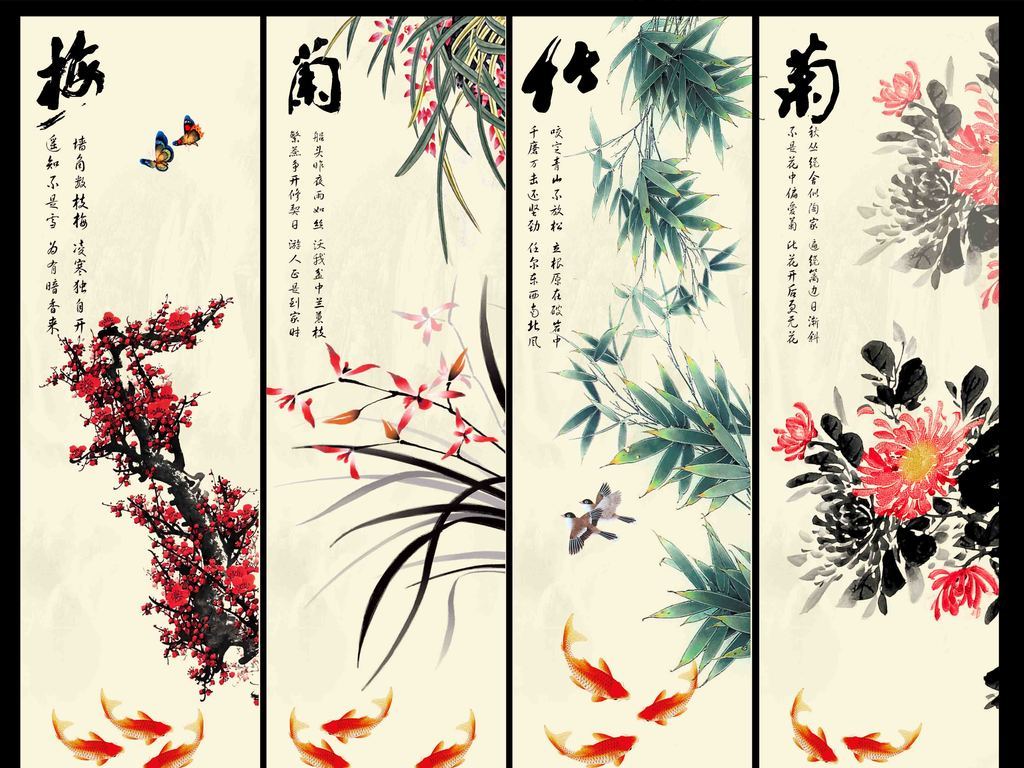 梅
墙角数枝梅 凌寒独自开
遥知不是雪 为有暗香来
蘭
船头昨夜雨如丝 沃我盆中兰蕙枝
繁蕊争开修契日 游人正是到家时
竹
咬定青山不放松 立根原在破岩中
千磨万击还坚劲 任尔东西南北风
菊
秋丛绕舍似陶家 遍绕篱边日渐斜
不是花中偏爱菊 此花开后更无花